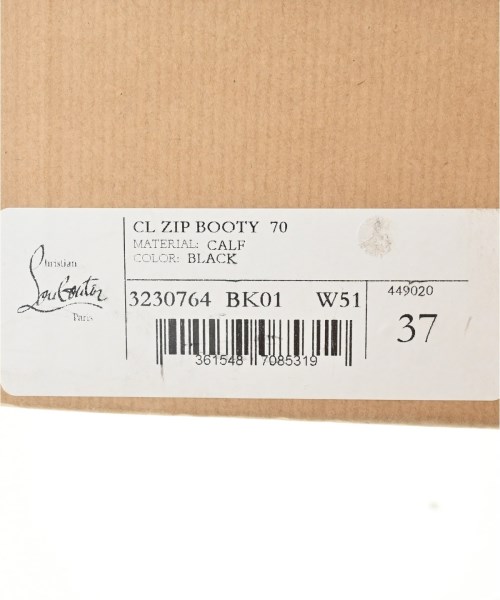 Christian
Louboutin
Paris
CL ZIP BOOTY 70
MATERIAL: CALF
COLOR: BLACK
3230764 BK01 W51
449020
37
361548 7085319